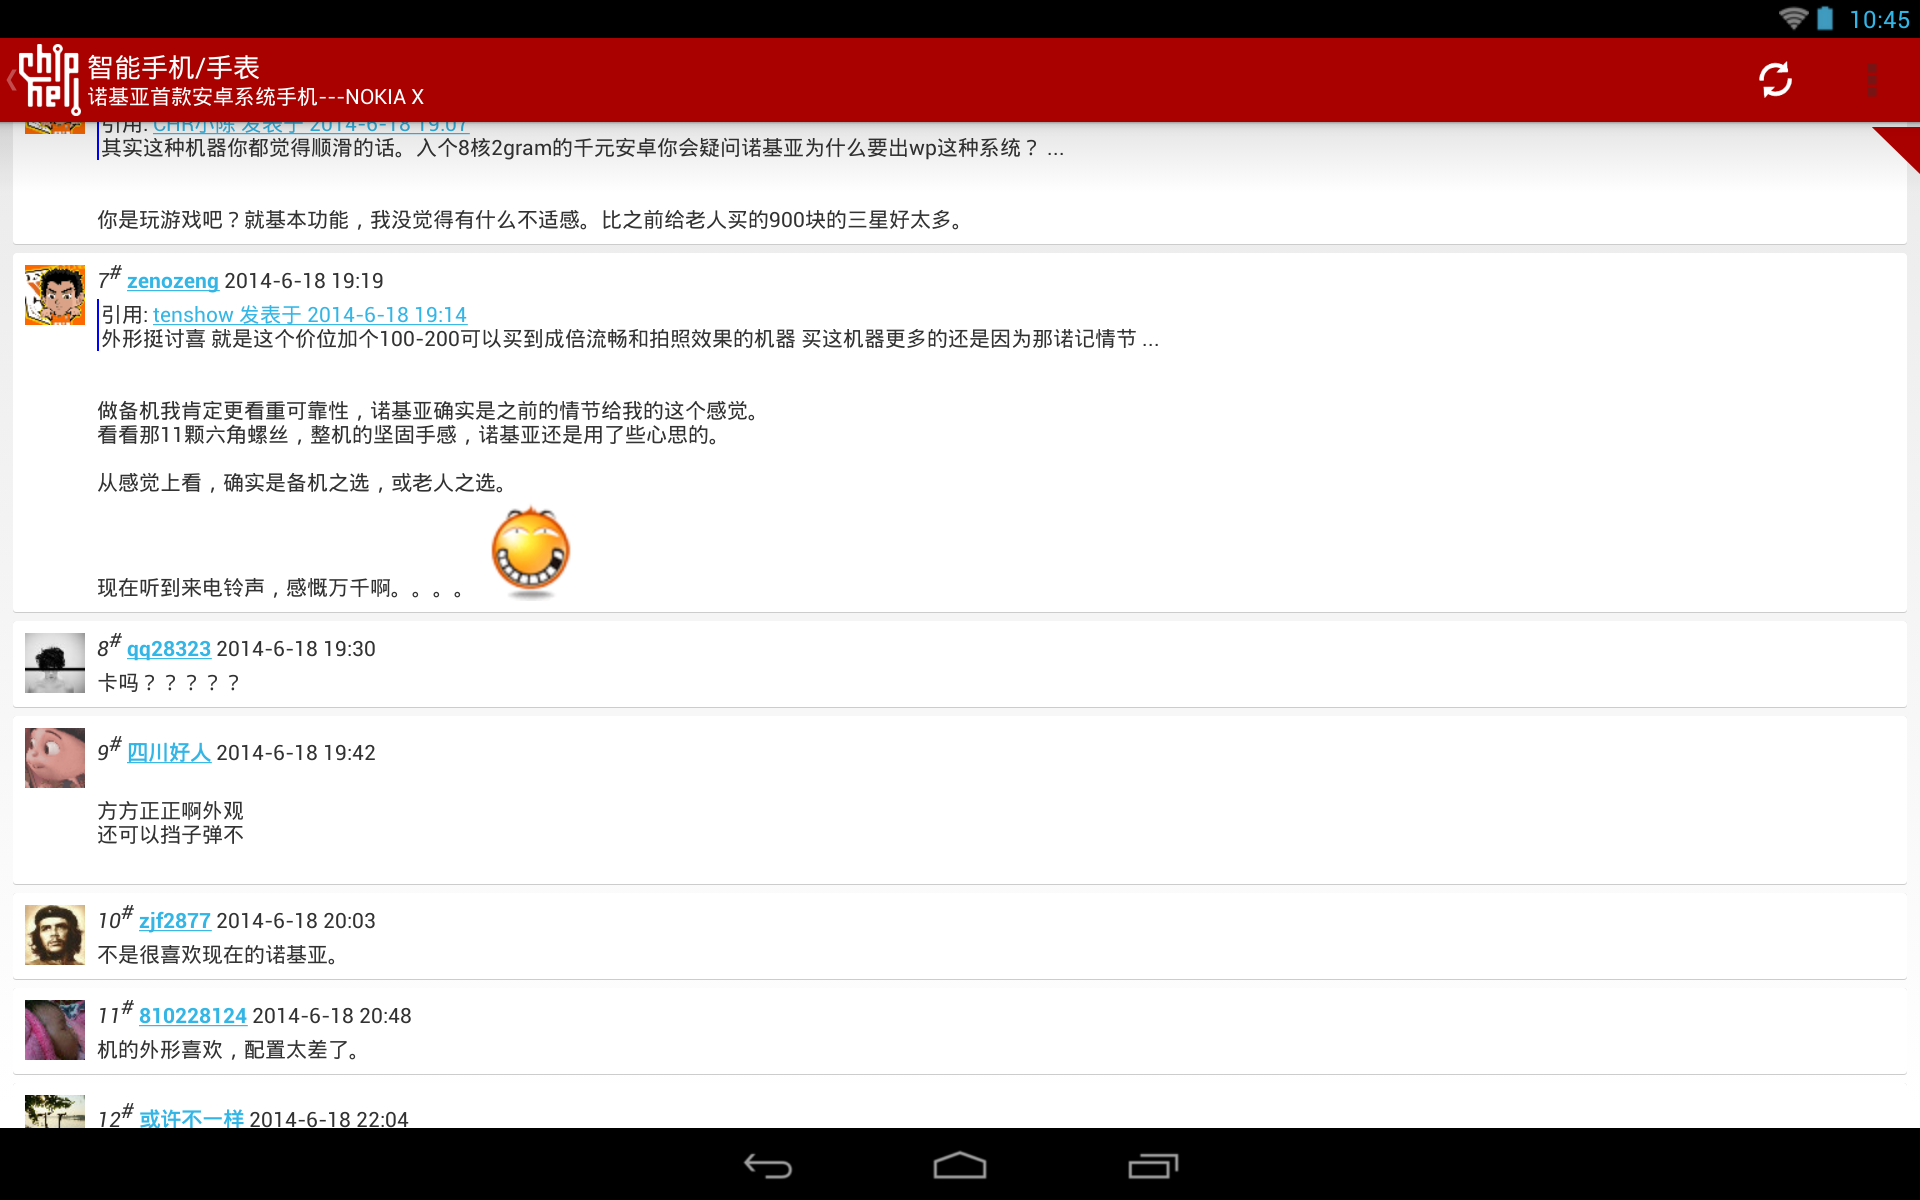 10:45
chip hell
智能手机/手表
诺基亚首款安卓系统手机---NOKIA X
引用: CHR小陈 发表于 2014-6-18 19:07
其实这种机器你都觉得顺滑的话。入个8核2gram的千元安卓你会疑问诺基亚为什么要出wp这种系统？ ...
你是玩游戏吧？就基本功能，我没觉得有什么不适感。比之前给老人买的900块的三星好太多。
7# zenozeng 2014-6-18 19:19
引用: tenshow 发表于 2014-6-18 19:14
外形挺讨喜 就是这个价位加个100-200可以买到成倍流畅和拍照效果的机器 买这机器更多的还是因为那诺记情节 ...
做备机我肯定更看重可靠性，诺基亚确实是之前的情节给我的这个感觉。
看看那11颗六角螺丝，整机的坚固手感，诺基亚还是用了些心思的。
从感觉上看，确实是备机之选，或老人之选。
现在听到来电铃声，感慨万千啊。。。。
8# qq28323 2014-6-18 19:30
卡吗？？？？？
9# 四川好人 2014-6-18 19:42
方方正正啊外观
还可以挡子弹不
10# zjf2877 2014-6-18 20:03
不是很喜欢现在的诺基亚。
11# 810228124 2014-6-18 20:48
机的外形喜欢，配置太差了。
12# 或许不一样 2014-6-18 22:04